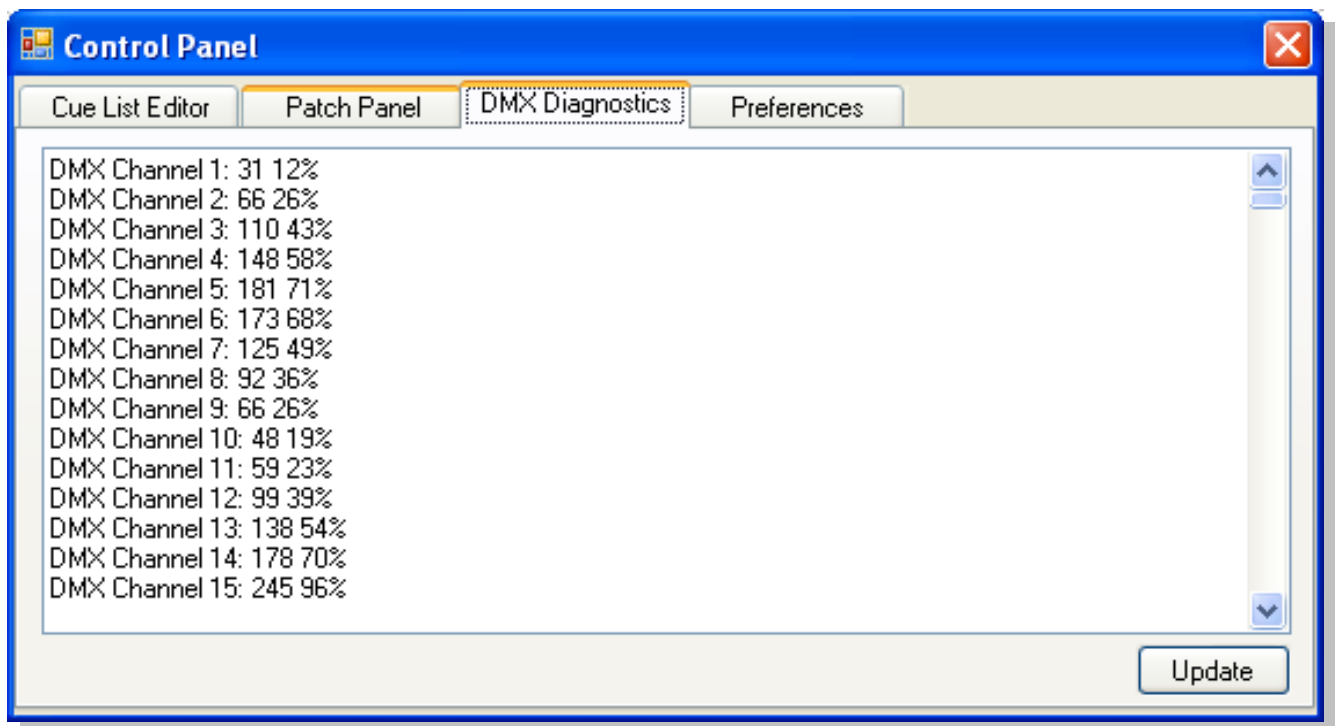 Control Panel
Cue List Editor Patch Panel DMX Diagnostics Preferences
DMX Channel 1: 31 12%
DMX Channel 2: 66 26%
DMX Channel 3: 110 43%
DMX Channel 4: 148 58%
DMX Channel 5: 181 71%
DMX Channel 6: 173 68%
DMX Channel 7: 125 49%
DMX Channel 8: 92 36%
DMX Channel 9: 66 26%
DMX Channel 10: 48 19%
DMX Channel 11: 59 23%
DMX Channel 12: 99 39%
DMX Channel 13: 138 54%
DMX Channel 14: 178 70%
DMX Channel 15: 245 96%
Update